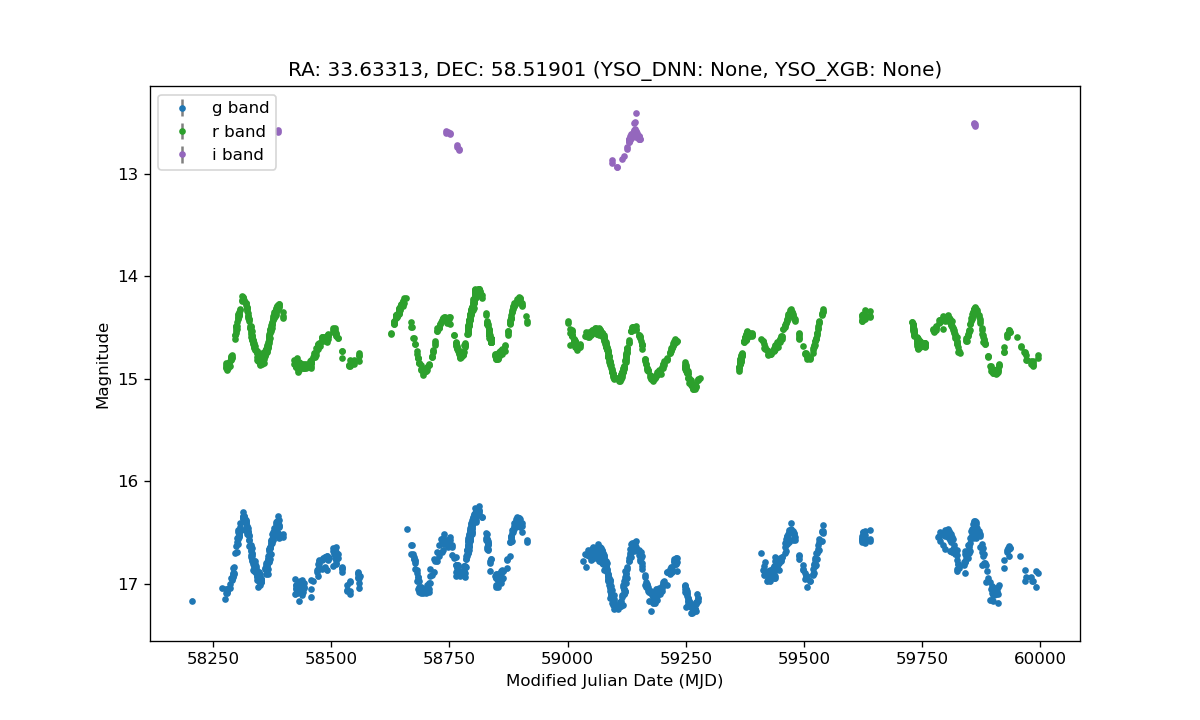 RA: 33.63313, DEC: 58.51901 (YSO_DNN: None, YSO_XGB: None)
g band
r band
i band
13
14
15
16
17
Magnitude
58250 58500 58750 59000 59250 59500 59750 60000
Modified Julian Date (MJD)